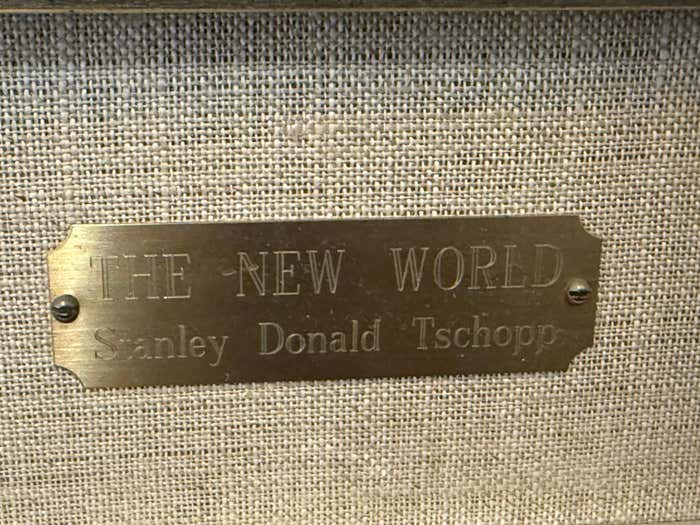 THE NEW WORLD
Stanley Donald Tschopp